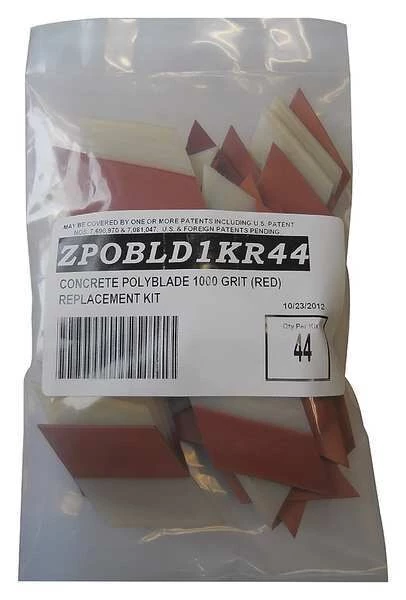 MAY BE COVERED BY ONE OR MORE PATENTS INCLUDING U.S. PATENT
NOS. 7,690,970 & 7,081,047. U.S. & FOREIGN PATENTS PENDING.
ZPOBLD1KR44
CONCRETE POLYBLADE 1000 GRIT (RED)
REPLACEMENT KIT
10/23/2012
Qty Per Kit
44